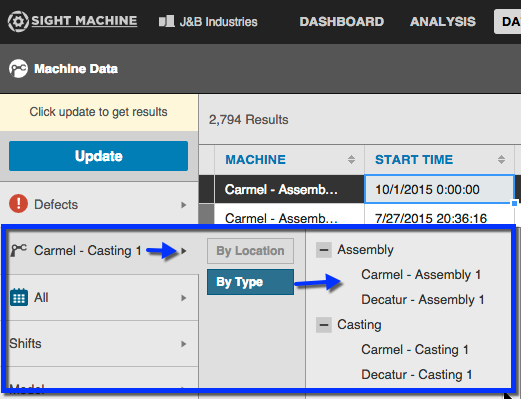 SIGHT MACHINE
J&B Industries
DASHBOARD
ANALYSIS
DA
Machine Data
Click update to get results
Update
2,794 Results
MACHINE
START TIME
Carmel - Assemb...
10/1/2015 0:00:00
Carmel - Assemb...
7/27/2015 20:36:16
Defects
Carmel - Casting 1
All
Shifts
Model
By Location
By Type
Assembly
Carmel - Assembly 1
Decatur - Assembly 1
Casting
Carmel - Casting 1
Decatur - Casting 1